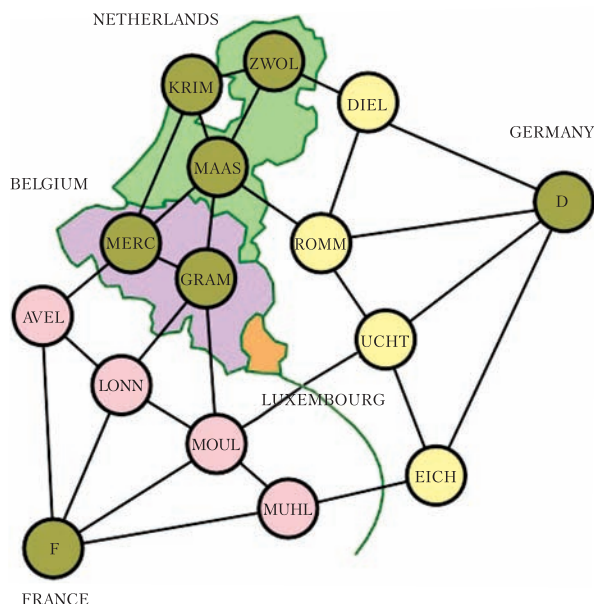 NETHERLANDS
ZWOL
KRIM
DIEL
GERMANY
MAAS
BELGIUM
D
MERC
ROMM
GRAM
AVEL
UCHT
LONN
LUXEMBOURG
MOUL
EICH
MUHL
F
FRANCE